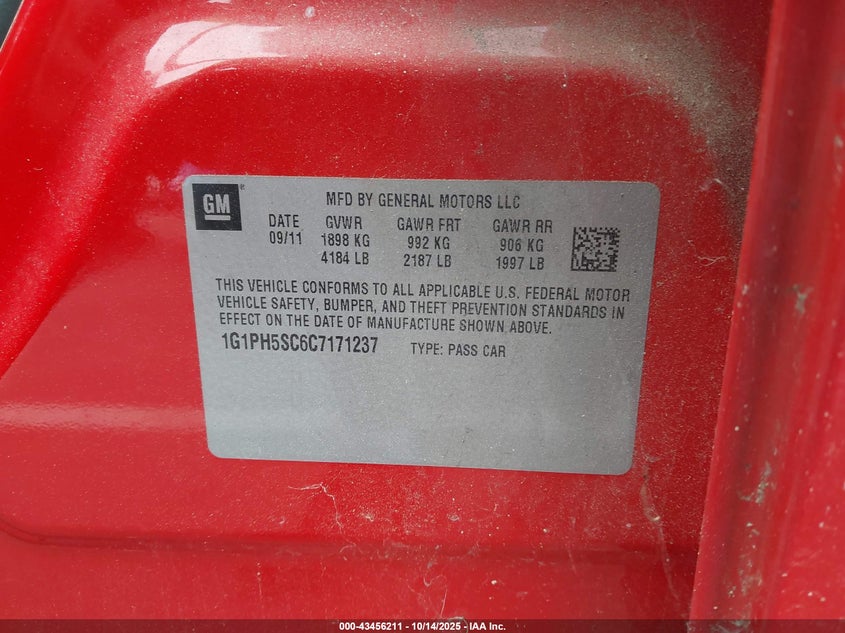 GM
MFD BY GENERAL MOTORS LLC
DATE GVWR GAWR FRT GAWR RR
09/11 1898 KG 992 KG 906 KG
4184 LB 2187 LB 1997 LB
THIS VEHICLE CONFORMS TO ALL APPLICABLE U.S. FEDERAL MOTOR
VEHICLE SAFETY, BUMPER, AND THEFT PREVENTION STANDARDS IN
EFFECT ON THE DATE OF MANUFACTURE SHOWN ABOVE.
1G1PH5SC6C7171237 TYPE: PASS CAR
000-43456211 - 10/14/2025 - IAA Inc.